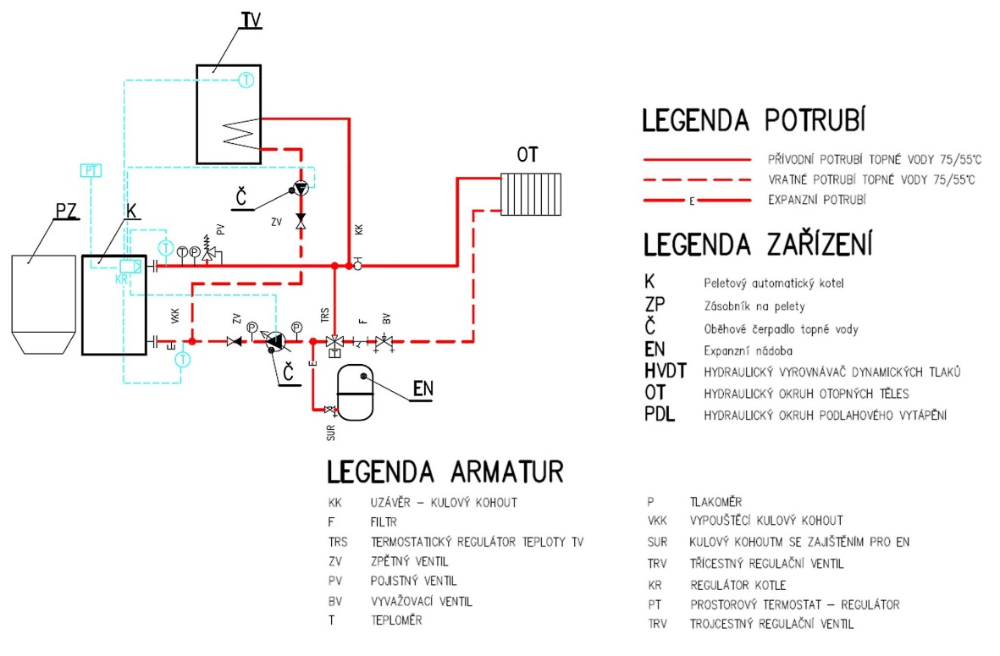 TV
T
OT
PT
Č
PZ
K
ZV
PV
KK
T
T
P
KR
VKK
ZV
P
P
TRS
F
BV
E
T
T
E
Č
EN
SUR
LEGENDA POTRUBÍ
PŘÍVODNÍ POTRUBÍ TOPNÉ VODY 75/55°C
VRATNÉ POTRUBÍ TOPNÉ VODY 75/55°C
E EXPANZNÍ POTRUBÍ
LEGENDA ZAŘÍZENÍ
K Peletový automatický kotel
ZP Zásobník na pelety
Č Oběhové čerpadlo topné vody
EN Expanzní nádoba
HVDT HYDRAULICKÝ VYROVNÁVAČ DYNAMICKÝCH TLAKŮ
OT HYDRAULICKÝ OKRUH OTOPNÝCH TĚLES
PDL HYDRAULICKÝ OKRUH PODLAHOVÉHO VYTÁPĚNÍ
LEGENDA ARMATUR
KK UZÁVĚR – KULOVÝ KOHOUT
F FILTR
TRS TERMOSTATICKÝ REGULÁTOR TEPLOTY TV
ZV ZPĚTNÝ VENTIL
PV POJISTNÝ VENTIL
BV VYVAŽOVACÍ VENTIL
T TEPLOMĚR
P TLAKOMĚR
VKK VYPOUŠTĚCÍ KULOVÝ KOHOUT
SUR KULOVÝ KOHOUTM SE ZAJIŠTĚNÍM PRO EN
TRV TŘÍCESTNÝ REGULAČNÍ VENTIL
KR REGULÁTOR KOTLE
PT PROSTOROVÝ TERMOSTAT – REGULÁTOR
TRV TROJCESTNÝ REGULAČNÍ VENTIL